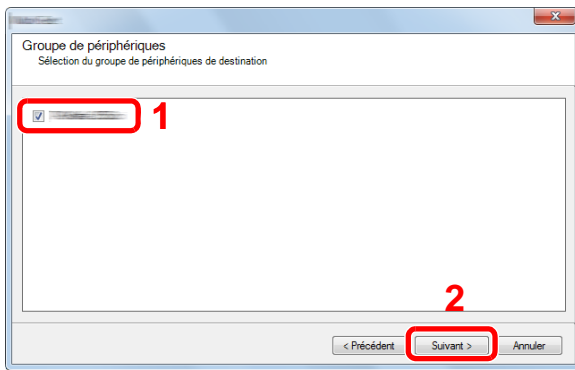 Groupe de périphériques
Sélection du groupe de périphériques de destination
1
2
< Précédent
Suivant >
Annuler